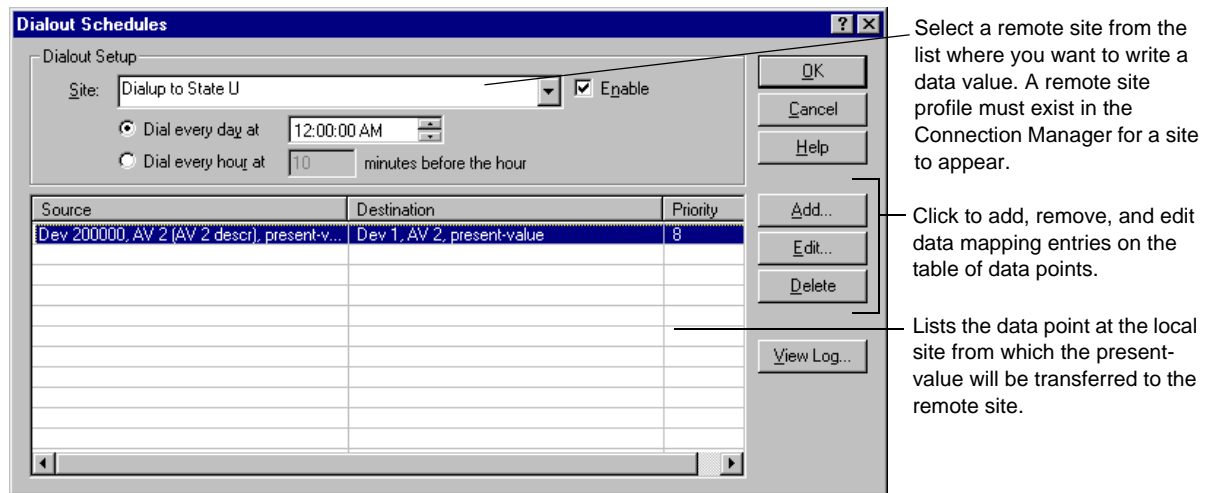 Dialout Schedules
Dialout Setup
Site: Dialup to State U Enable
Dial every day at 12:00:00 AM
Dial every hour at 10 minutes before the hour
OK
Cancel
Help
Source Destination Priority
Dev 200000, AV 2 (AV 2 descr), present-v... Dev 1, AV 2, present-value 8
Add...
Edit...
Delete
View Log...
Select a remote site from the
list where you want to write a
data value. A remote site
profile must exist in the
Connection Manager for a site
to appear.
Click to add, remove, and edit
data mapping entries on the
table of data points.
Lists the data point at the local
site from which the present-
value will be transferred to the
remote site.